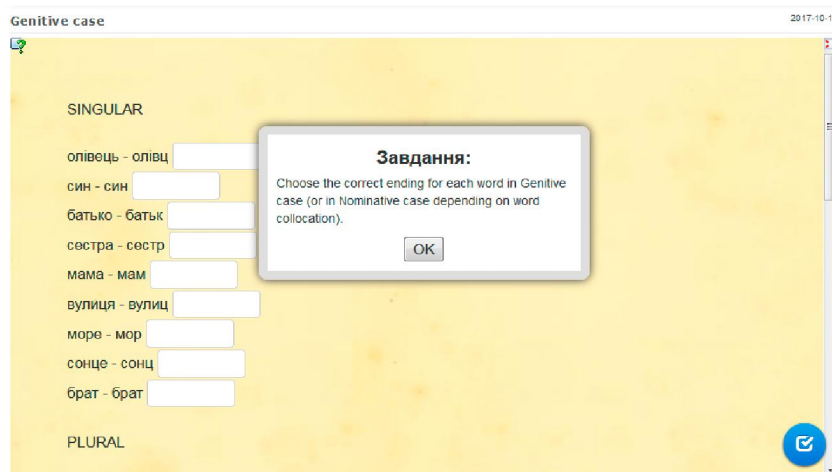 Genitive case
2017-10-1
SINGULAR
олівець - олівц
син - син
батько - батьк
сестра - сестр
мама - мам
вулиця - вулиц
море - мор
сонце - сонц
брат - брат
PLURAL
Завдання:
Choose the correct ending for each word in Genitive
case (or in Nominative case depending on word
collocation).
OK